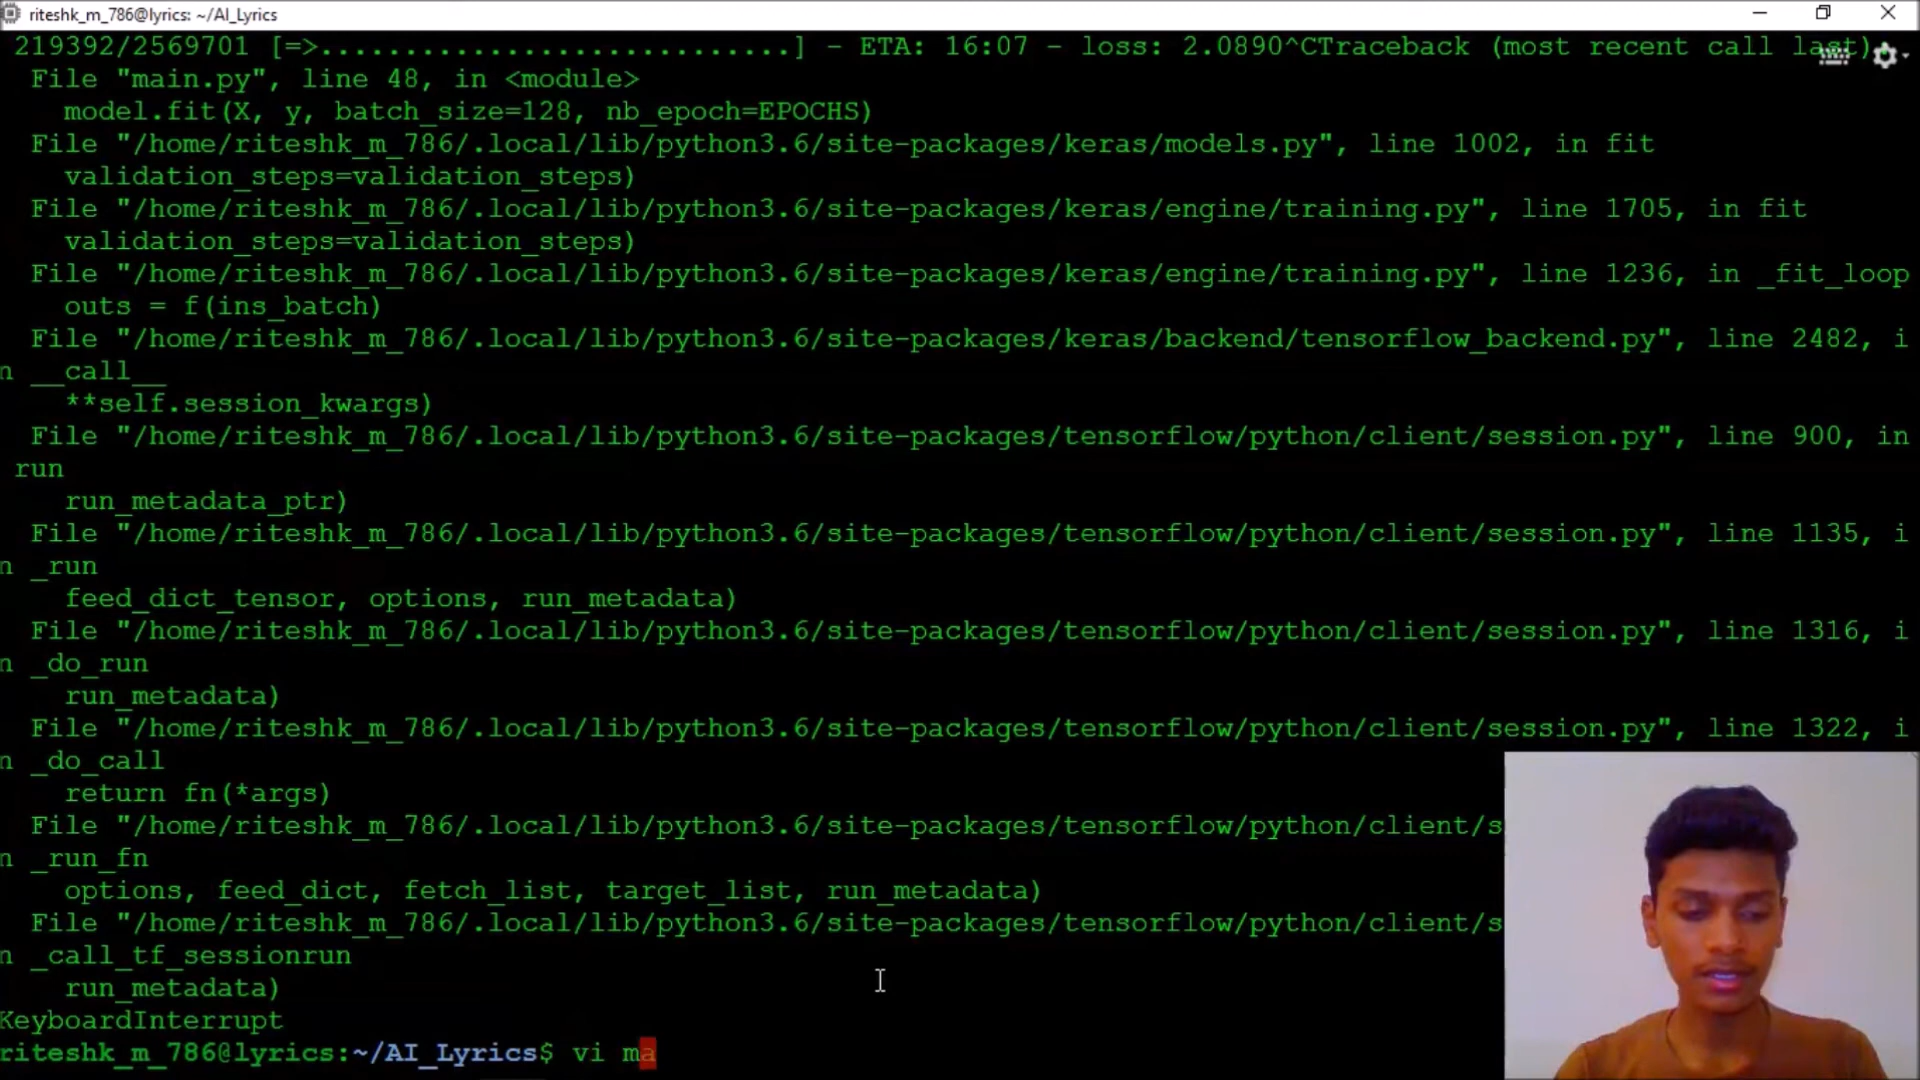 riteshk_m_786@lyrics: ~/AI_Lyrics
219392/2569701 [=>.............................] - ETA: 16:07 - loss: 2.0890^CTraceback (most recent call last):
File "main.py", line 48, in <module>
model.fit(X, y, batch_size=128, nb_epoch=EPOCHS)
File "/home/riteshk_m_786/.local/lib/python3.6/site-packages/keras/models.py", line 1002, in fit
validation_steps=validation_steps)
File "/home/riteshk_m_786/.local/lib/python3.6/site-packages/keras/engine/training.py", line 1705, in fit
validation_steps=validation_steps)
File "/home/riteshk_m_786/.local/lib/python3.6/site-packages/keras/engine/training.py", line 1236, in _fit_loop
outs = f(ins_batch)
File "/home/riteshk_m_786/.local/lib/python3.6/site-packages/keras/backend/tensorflow_backend.py", line 2482, i
n __call__
**self.session_kwargs)
File "/home/riteshk_m_786/.local/lib/python3.6/site-packages/tensorflow/python/client/session.py", line 900, in
run
run_metadata_ptr)
File "/home/riteshk_m_786/.local/lib/python3.6/site-packages/tensorflow/python/client/session.py", line 1135, i
n _run
feed_dict_tensor, options, run_metadata)
File "/home/riteshk_m_786/.local/lib/python3.6/site-packages/tensorflow/python/client/session.py", line 1316, i
n _do_run
run_metadata)
File "/home/riteshk_m_786/.local/lib/python3.6/site-packages/tensorflow/python/client/session.py", line 1322, i
n _do_call
return fn(*args)
File "/home/riteshk_m_786/.local/lib/python3.6/site-packages/tensorflow/python/client/s
n _run_fn
options, feed_dict, fetch_list, target_list, run_metadata)
File "/home/riteshk_m_786/.local/lib/python3.6/site-packages/tensorflow/python/client/s
n _call_tf_sessionrun
run_metadata)
KeyboardInterrupt
riteshk_m_786@lyrics:~/AI_Lyrics$ vi ma